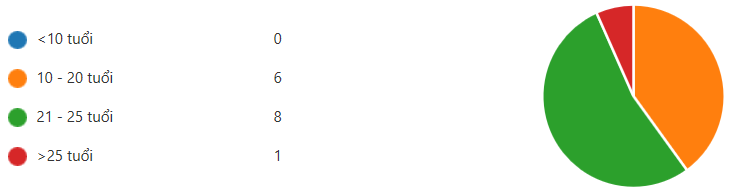 <10 tuổi 0
10 - 20 tuổi 6
21 - 25 tuổi 8
>25 tuổi 1